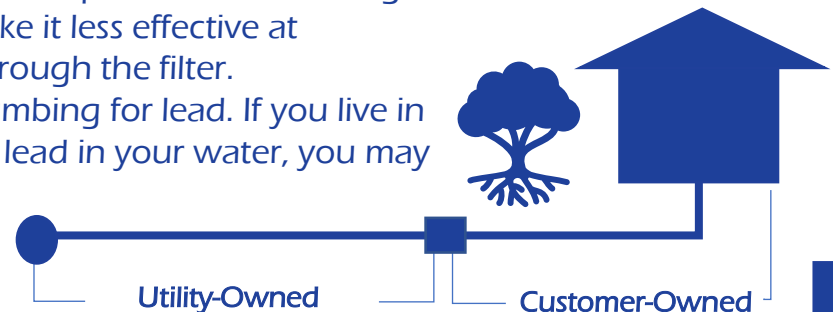 ke it less effective at
rough the filter.
mbing for lead. If you live in
lead in your water, you may
Utility-Owned
Customer-Owned